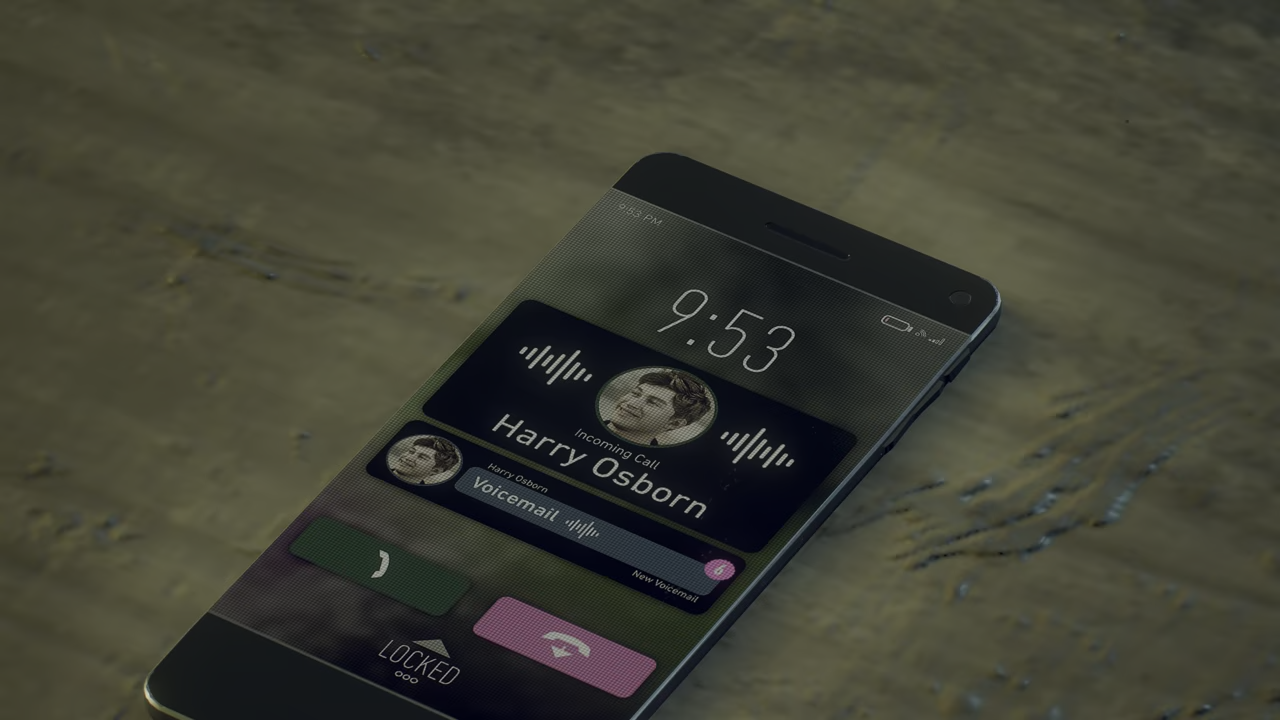 9:53 PM
9:53
Incoming Call
Harry Osborn
Harry Osborn
Voicemail
6
New Voicemail
LOCKED